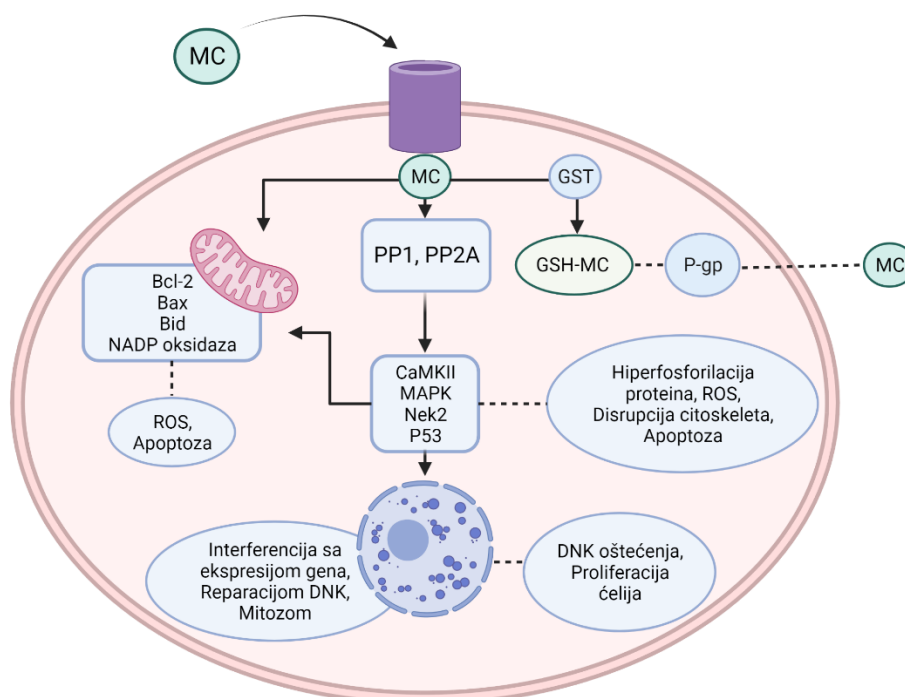 MC
MC
GST
PP1, PP2A
GSH-MC
P-gp
MC
Bcl-2
Bax
Bid
NADP oksidaza
CaMKII
MAPK
Nek2
P53
Hiperfosforilacija
proteina, ROS,
Disrupcija citoskeleta,
Apoptoza
ROS,
Apoptoza
Interferencija sa
ekspresijom gena,
Reparacijom DNK,
Mitozom
DNK oštećenja,
Proliferacija
ćelija